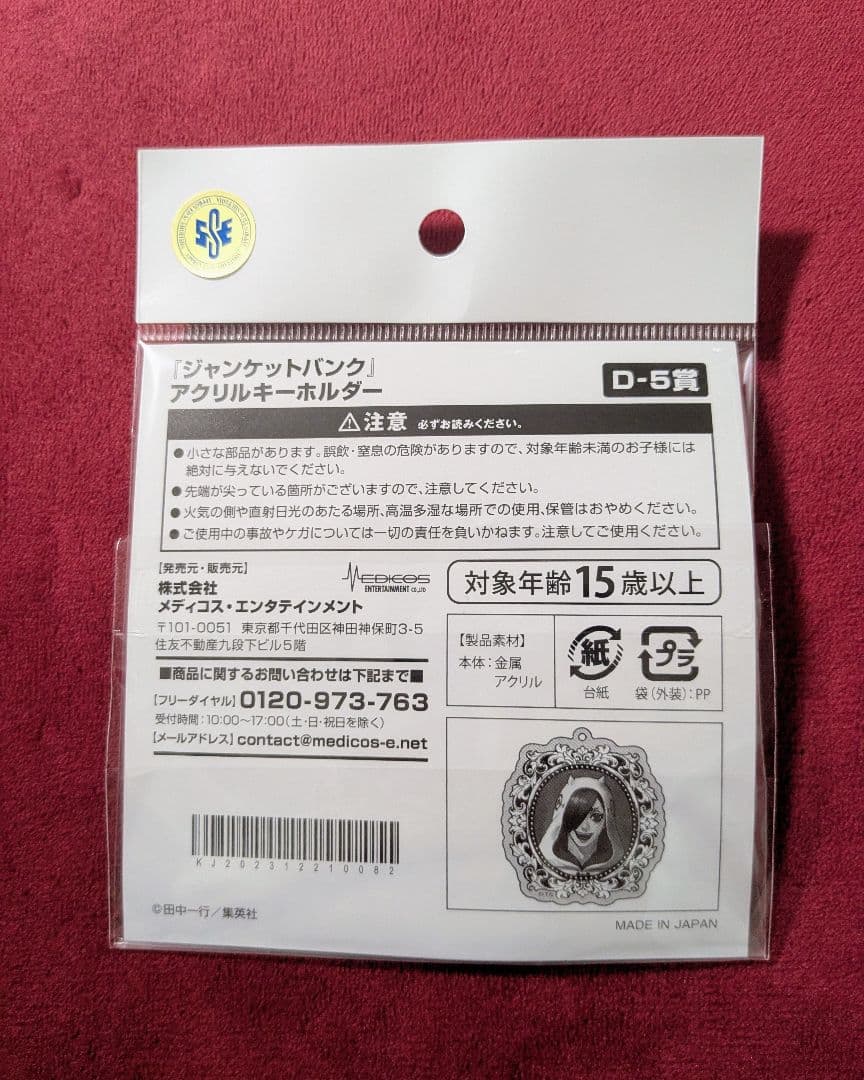 SSE
『ジャンケットバンク』
アクリルキーホルダー
D-5賞
⚠注意 必ずお読みください。
●小さな部品があります。誤飲・窒息の危険がありますので、対象年齢未満のお子様には
絶対に与えないでください。
●先端が尖っている箇所がございますので、注意してください。
●火気の側や直射日光のあたる場所、高温多湿な場所での使用、保管はおやめください。
●ご使用中の事故やケガについては一切の責任を負いかねます。注意してご使用ください。
【発売元・販売元】
株式会社
メディコス・エンタテインメント
MEDICOS
ENTERTAINMENT CO.,LTD
〒101-0051 東京都千代田区神田神保町3-5
住友不動産九段下ビル5階
■商品に関するお問い合わせは下記まで■
【フリーダイヤル】0120-973-763
受付時間：10:00～17:00（土・日・祝日を除く）
【メールアドレス】contact@medicos-e.net
対象年齢15歳以上
【製品素材】
本体：金属
アクリル
紙
台紙
プラ
袋（外装）：PP
KJ202312210082
©田中一行／集英社
MADE IN JAPAN